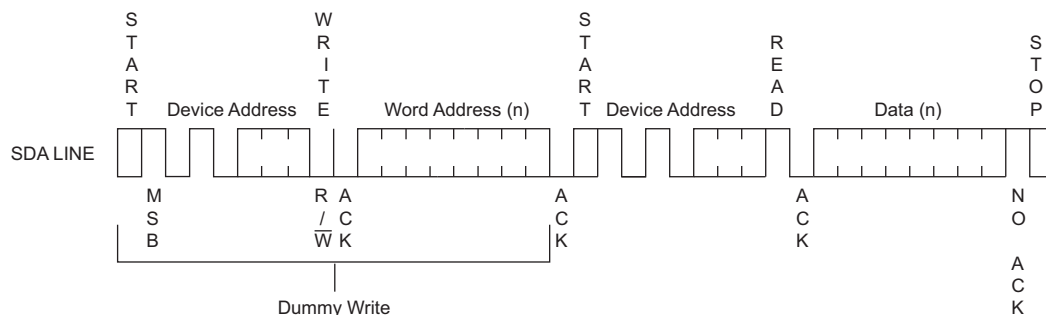 START
WRITE
START
READ
STOP
Device Address
Word Address (n)
Device Address
Data (n)
SDA LINE
MSB
R/W
ACK
ACK
ACK
NO ACK
Dummy Write